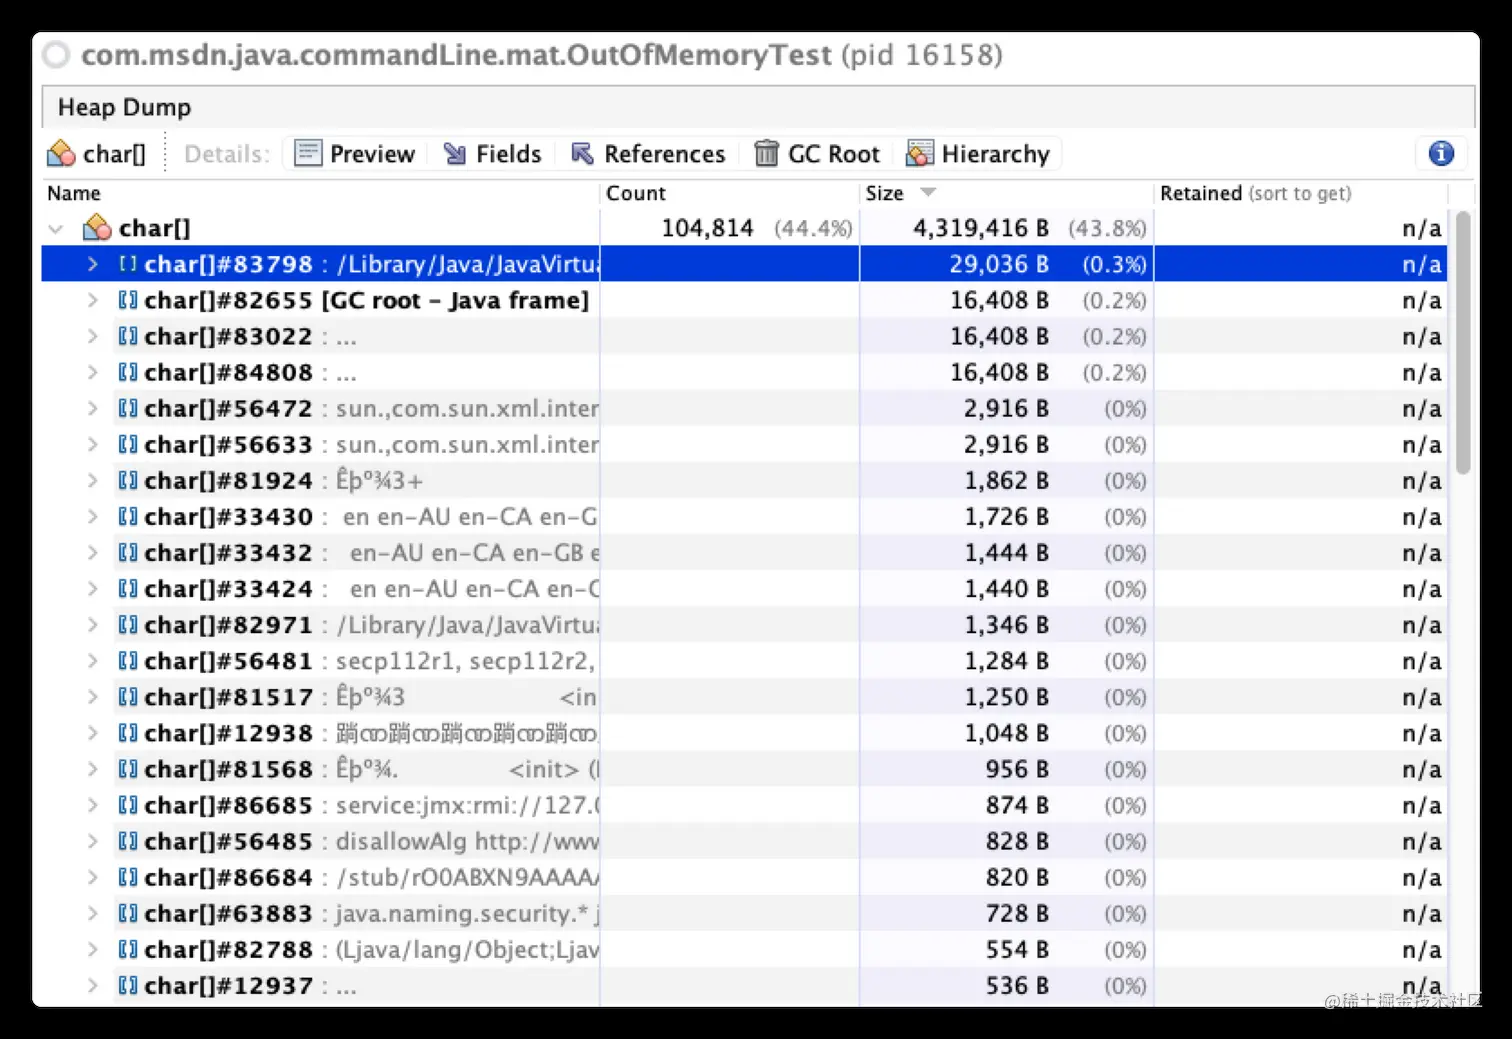 com.msdn.java.commandLine.mat.OutOfMemoryTest (pid 16158)
Heap Dump
char[] Details: Preview Fields References GC Root Hierarchy
Name Count Size Retained (sort to get)
char[] 104,814 (44.4%) 4,319,416 B (43.8%) n/a
char[]#83798 : /Library/Java/JavaVirtu 29,036 B (0.3%) n/a
char[]#82655 [GC root - Java frame] 16,408 B (0.2%) n/a
char[]#83022 : ... 16,408 B (0.2%) n/a
char[]#84808 : ... 16,408 B (0.2%) n/a
char[]#56472 : sun.,com.sun.xml.inter 2,916 B (0%) n/a
char[]#56633 : sun.,com.sun.xml.inter 2,916 B (0%) n/a
char[]#81924 : Êþº¾3+ 1,862 B (0%) n/a
char[]#33430 : en en-AU en-CA en-G 1,726 B (0%) n/a
char[]#33432 : en-AU en-CA en-GB e 1,444 B (0%) n/a
char[]#33424 : en en-AU en-CA en-G 1,440 B (0%) n/a
char[]#82971 : /Library/Java/JavaVirtu 1,346 B (0%) n/a
char[]#56481 : secp112r1, secp112r2, 1,284 B (0%) n/a
char[]#81517 : Êþº¾3 <in 1,250 B (0%) n/a
char[]#12938 : 1,048 B (0%) n/a
char[]#81568 : Êþº¾. <init> ( 956 B (0%) n/a
char[]#86685 : service:jmx:rmi://127.0 874 B (0%) n/a
char[]#56485 : disallowAlg http://www 828 B (0%) n/a
char[]#86684 : /stub/rO0ABXN9AAAA 820 B (0%) n/a
char[]#63883 : java.naming.security.* j 728 B (0%) n/a
char[]#82788 : (Ljava/lang/Object;Ljav 554 B (0%) n/a
char[]#12937 : ... 536 B (0%) n/a
@稀土掘金技术社区